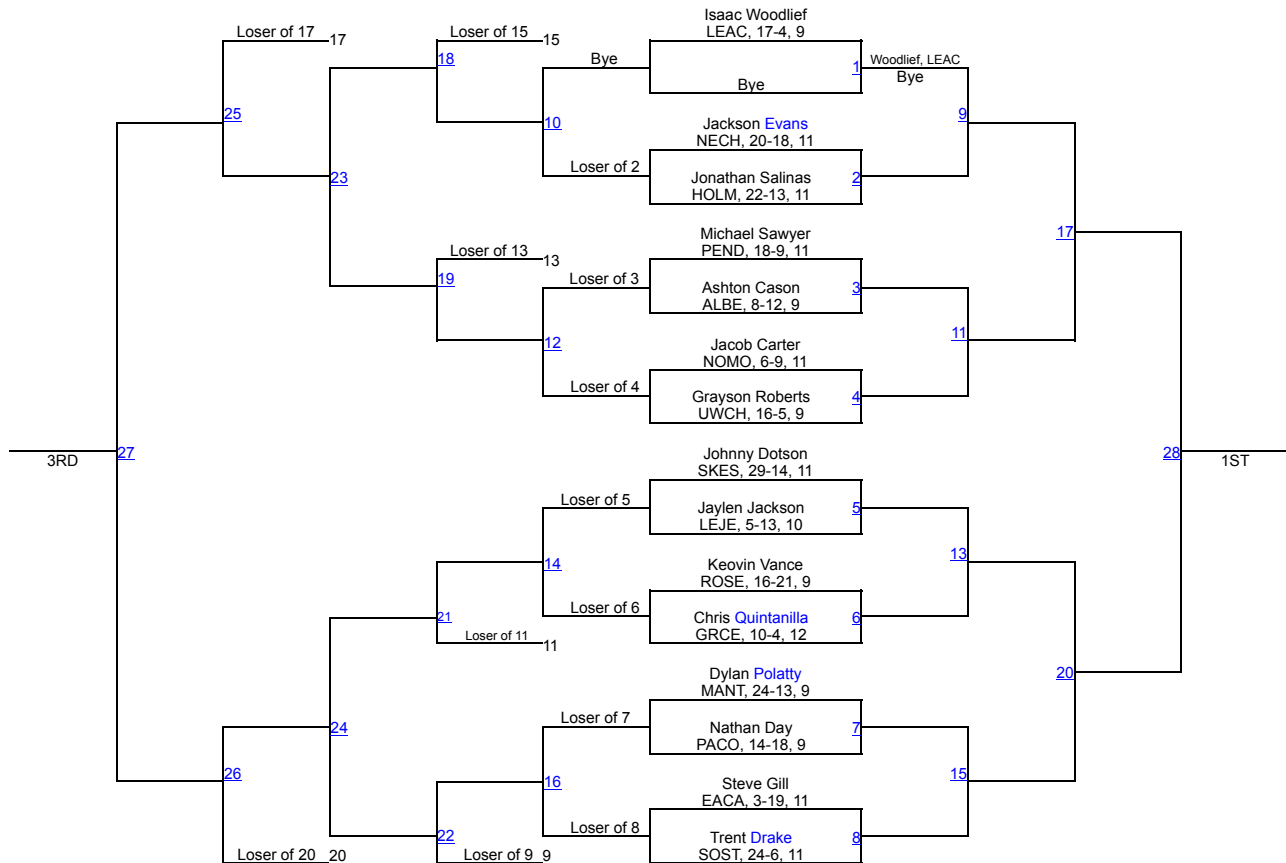 Isaac Woodlief
LEAC, 17-4, 9
Loser of 17 17
Loser of 15 15
18
Bye
1
Woodlief, LEAC
Bye
Bye
25
10
Jackson Evans
NECH, 20-18, 11
9
Loser of 2
Jonathan Salinas
HOLM, 22-13, 11
2
23
Michael Sawyer
PEND, 18-9, 11
17
Loser of 13 13
19
Loser of 3
Ashton Cason
ALBE, 8-12, 9
3
12
Jacob Carter
NOMO, 6-9, 11
11
Loser of 4
Grayson Roberts
UWCH, 16-5, 9
4
3RD
27
Johnny Dotson
SKES, 29-14, 11
28
1ST
Loser of 5
Jaylen Jackson
LEJE, 5-13, 10
5
14
Keovin Vance
ROSE, 16-21, 9
13
21
Loser of 6
Chris Quintanilla
GRCE, 10-4, 12
6
Loser of 11 11
Dylan Polatty
MANT, 24-13, 9
20
24
Loser of 7
Nathan Day
PACO, 14-18, 9
7
26
16
Steve Gill
EACA, 3-19, 11
15
22
Loser of 8
Trent Drake
SOST, 24-6, 11
8
Loser of 20 20
Loser of 9 9